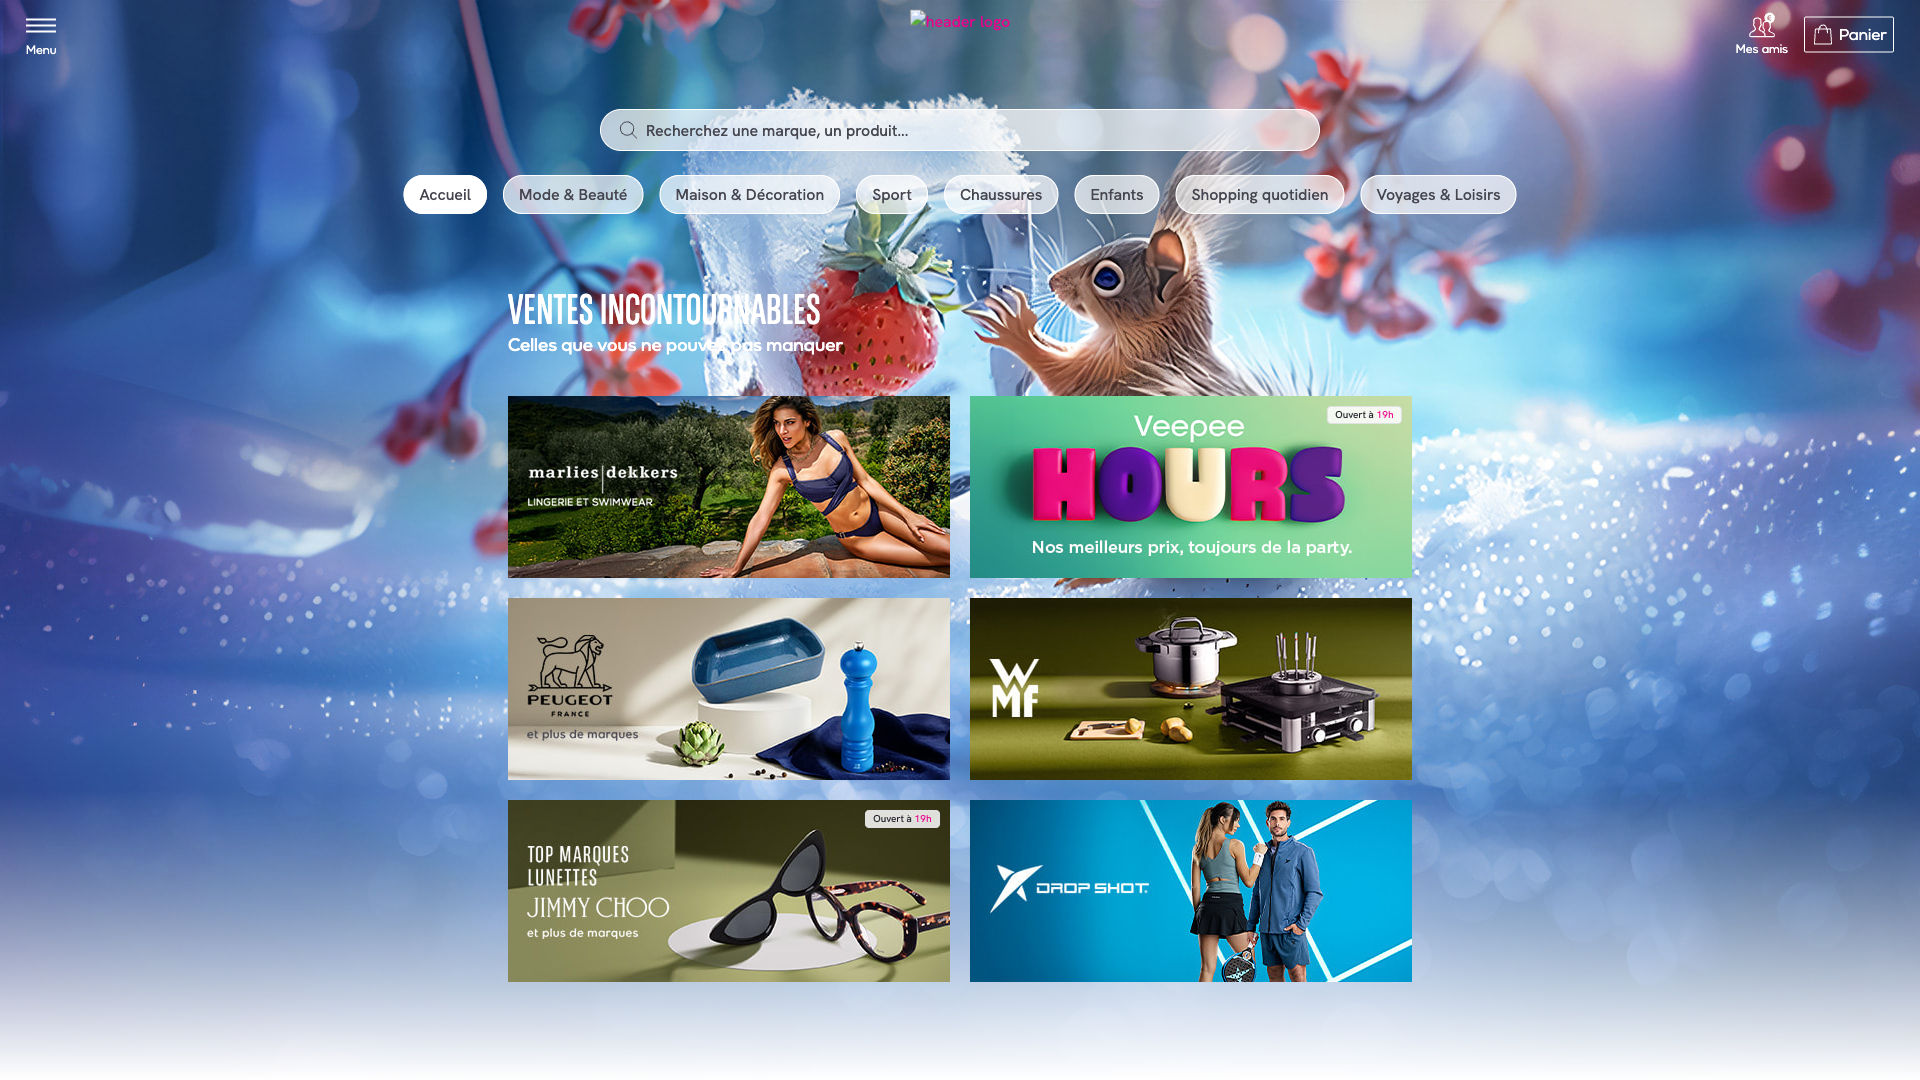 Menu
header logo
Mes amis
€
Panier
Recherchez une marque, un produit...
Accueil
Mode & Beauté
Maison & Décoration
Sport
Chaussures
Enfants
Shopping quotidien
Voyages & Loisirs
VENTES INCONTOURNABLES
Celles que vous ne pouvez pas manquer
marlies|dekkers
LINGERIE ET SWIMWEAR
Ouvert à 19h
Veepee
HOURS
Nos meilleurs prix, toujours de la party.
PEUGEOT
FRANCE
et plus de marques
WMF
Ouvert à 19h
TOP MARQUES
LUNETTES
JIMMY CHOO
et plus de marques
DROP SHOT